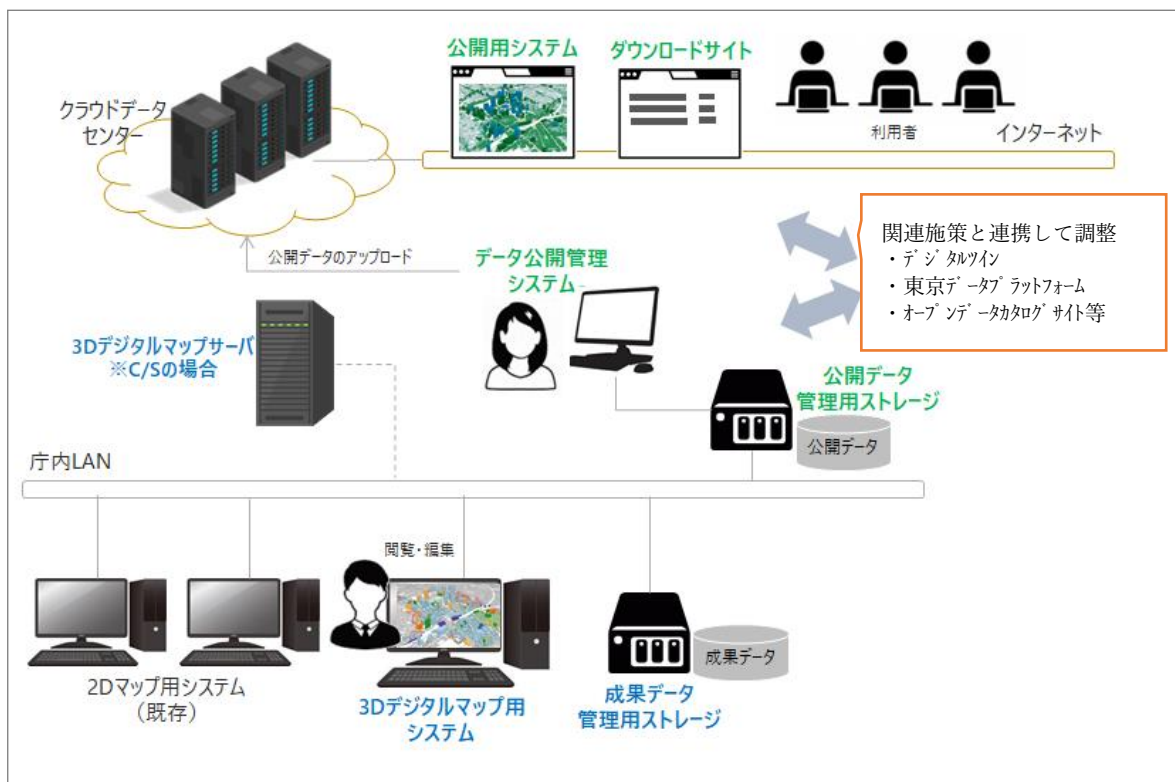 公開用システム
ダウンロードサイト
クラウドデータ
センター
利用者
インターネット
関連施策と連携して調整
・デジタルツイン
・東京データプラットフォーム
・オープンデータカタログサイト等
公開データのアップロード
データ公開管理
システム
3Dデジタルマップサーバ
※C/Sの場合
公開データ
管理用ストレージ
公開データ
庁内LAN
閲覧・編集
2Dマップ用システム
（既存）
3Dデジタルマップ用
システム
成果データ
管理用ストレージ
成果データ